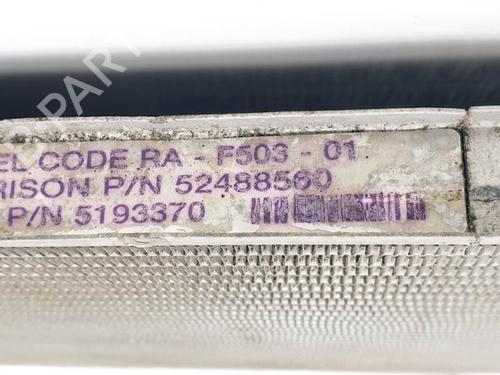 EL CODE RA - F503 - 01
RISON P/N 52488560
P/N 5193370